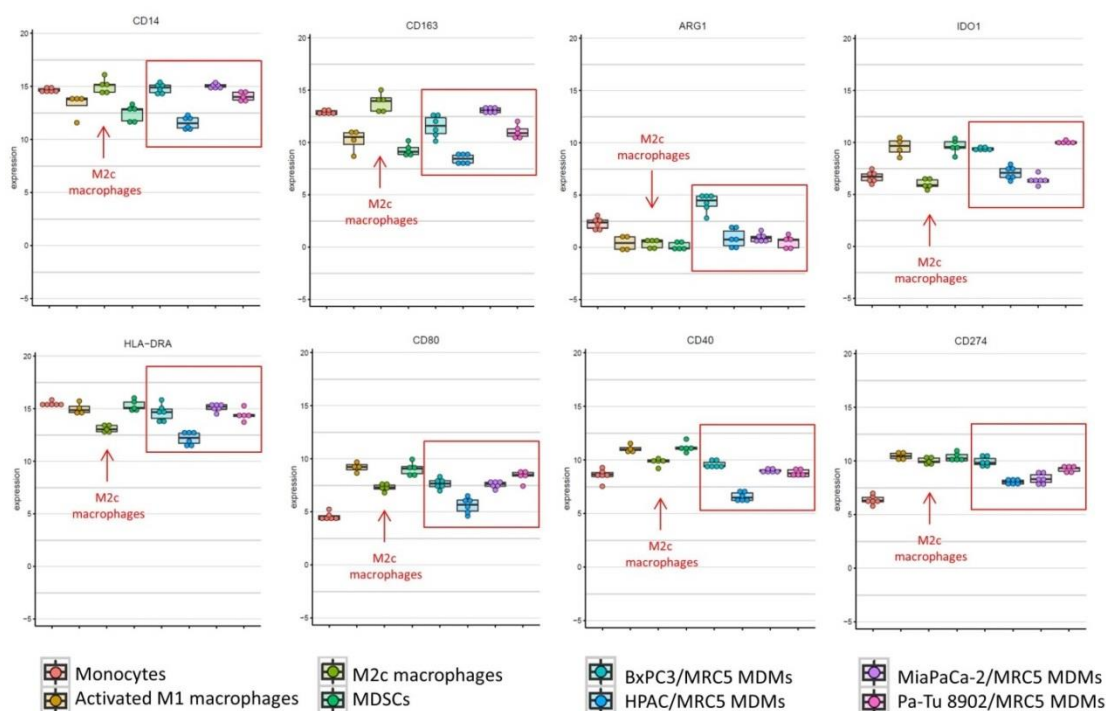 CD14
20
15
10
5
0
−5
expression
M2c
macrophages
CD163
20
15
10
5
0
−5
expression
M2c
macrophages
ARG1
20
15
10
5
0
−5
expression
M2c
macrophages
IDO1
20
15
10
5
0
−5
expression
M2c
macrophages
HLA−DRA
20
15
10
5
0
−5
expression
M2c
macrophages
CD80
20
15
10
5
0
−5
expression
M2c
macrophages
CD40
20
15
10
5
0
−5
expression
M2c
macrophages
CD274
20
15
10
5
0
−5
expression
M2c
macrophages
Monocytes
Activated M1 macrophages
M2c macrophages
MDSCs
BxPC3/MRC5 MDMs
HPAC/MRC5 MDMs
MiaPaCa-2/MRC5 MDMs
Pa-Tu 8902/MRC5 MDMs